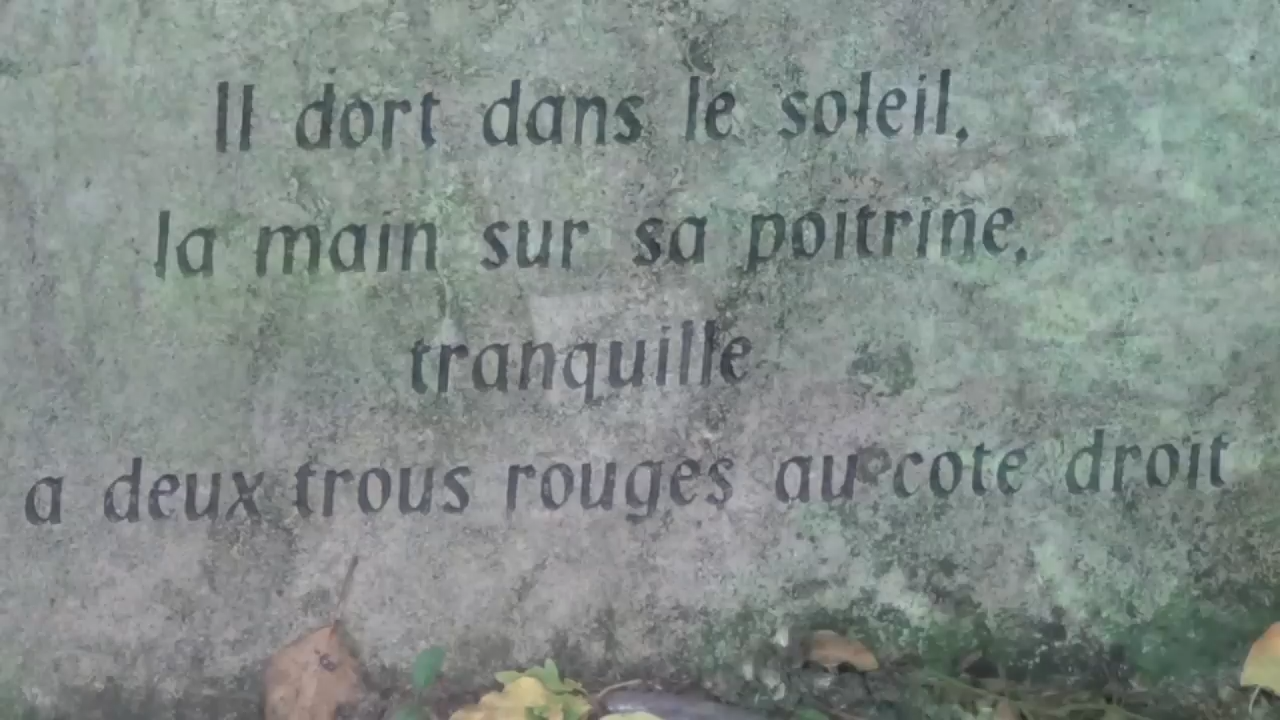 Il dort dans le soleil,
la main sur sa poitrine,
tranquille
a deux trous rouges au cote droit